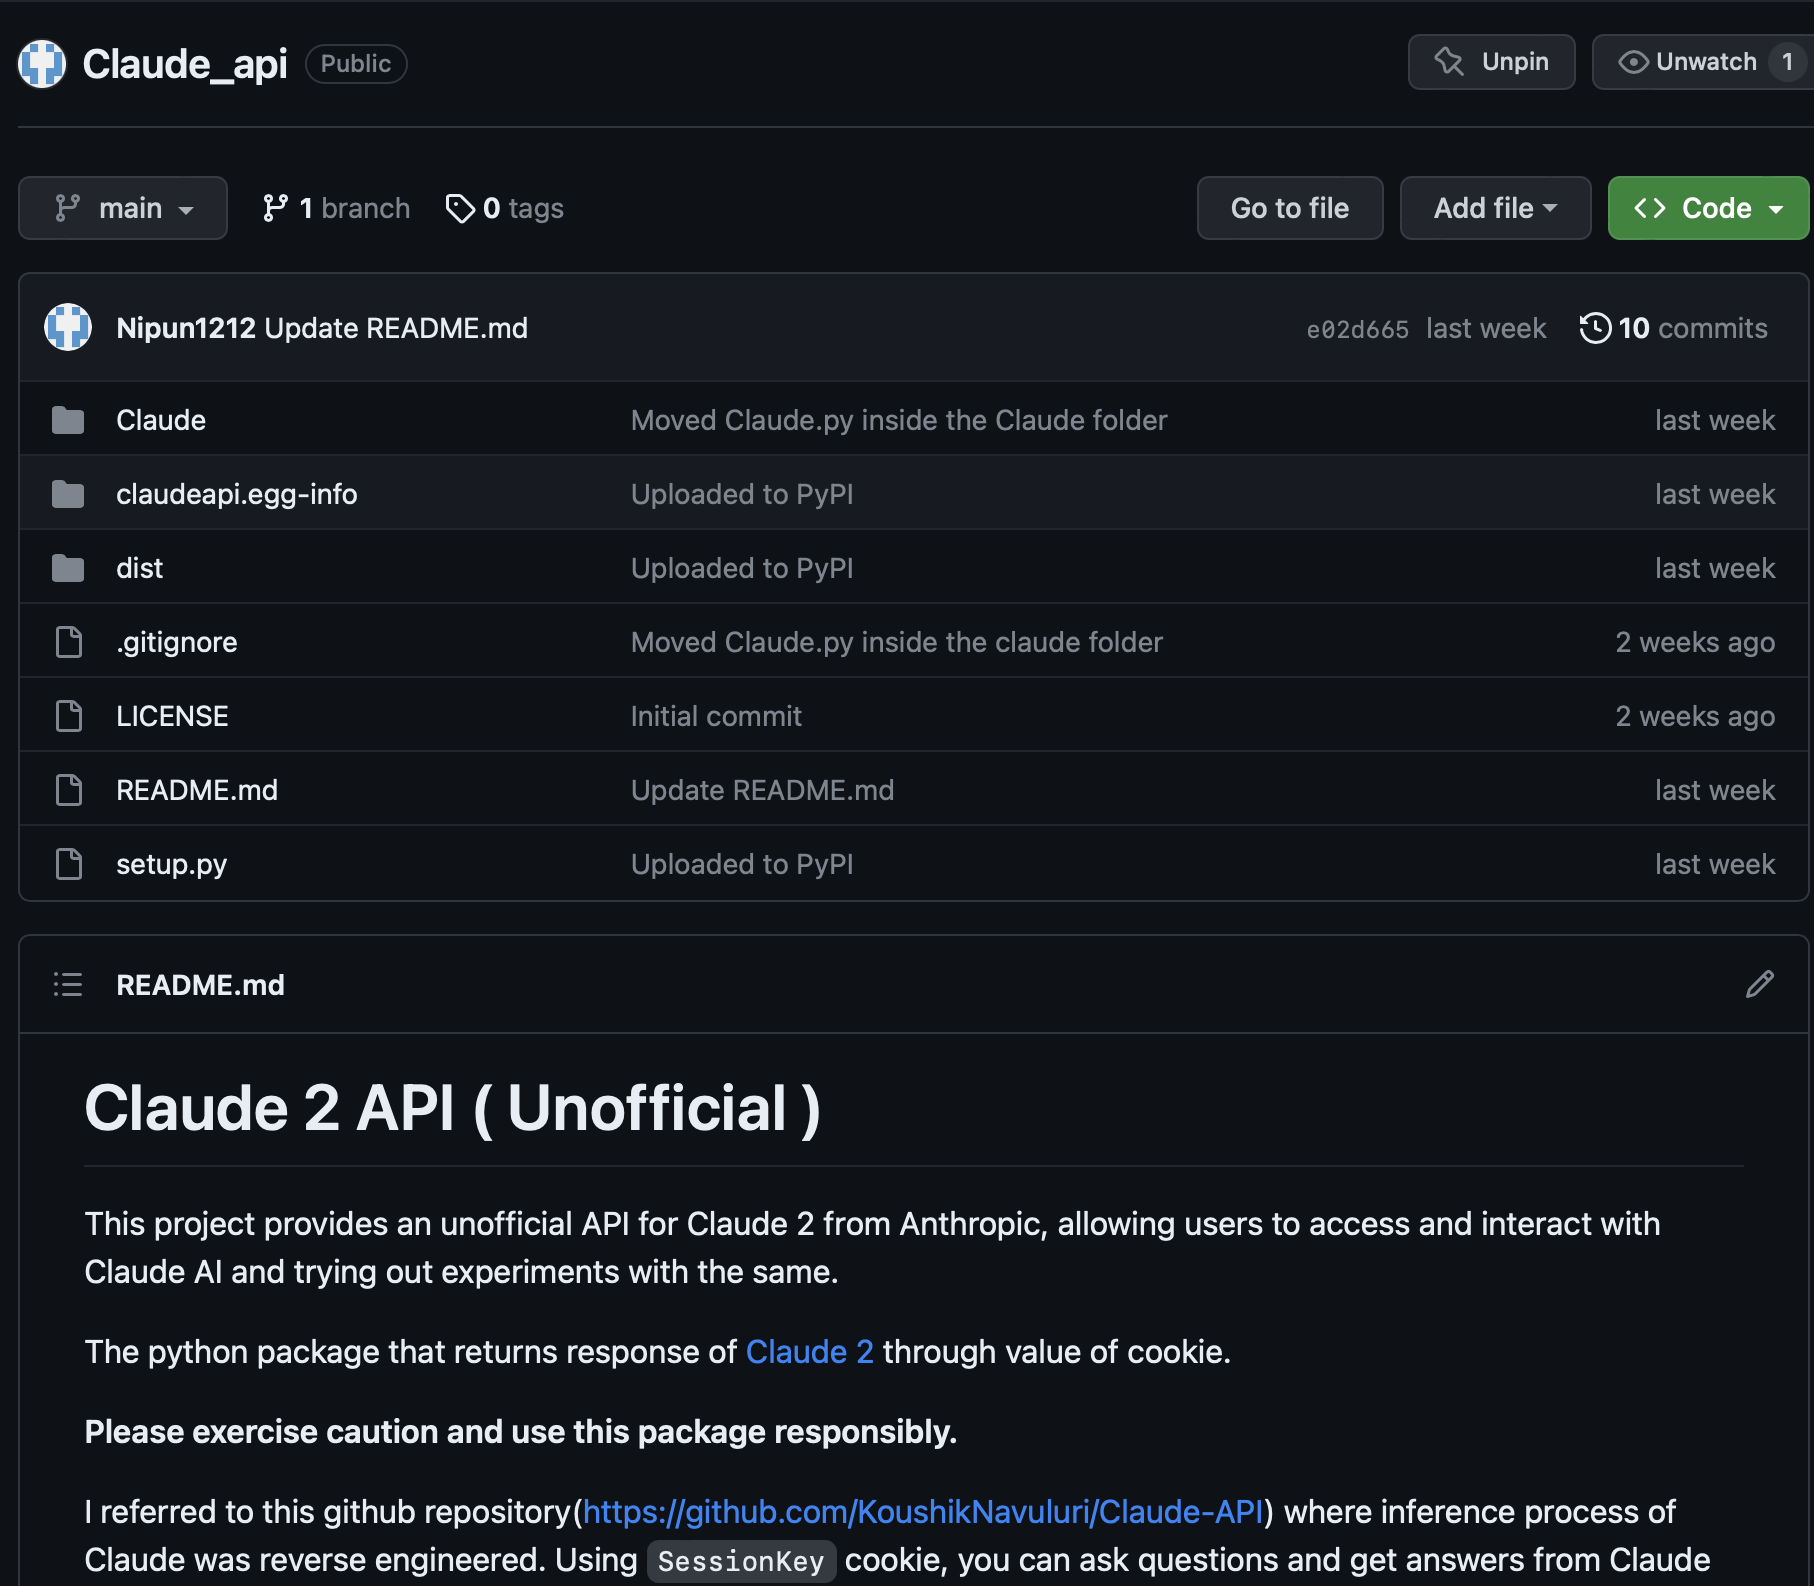 Claude_api Public Unpin Unwatch 1
main 1 branch 0 tags Go to file Add file Code
Nipun1212 Update README.md e02d665 last week 10 commits
Claude Moved Claude.py inside the Claude folder last week
claudeapi.egg-info Uploaded to PyPI last week
dist Uploaded to PyPI last week
.gitignore Moved Claude.py inside the claude folder 2 weeks ago
LICENSE Initial commit 2 weeks ago
README.md Update README.md last week
setup.py Uploaded to PyPI last week
README.md
Claude 2 API ( Unofficial )
This project provides an unofficial API for Claude 2 from Anthropic, allowing users to access and interact with
Claude AI and trying out experiments with the same.
The python package that returns response of Claude 2 through value of cookie.
Please exercise caution and use this package responsibly.
I referred to this github repository(https://github.com/KoushikNavuluri/Claude-API) where inference process of
Claude was reverse engineered. Using SessionKey cookie, you can ask questions and get answers from Claude